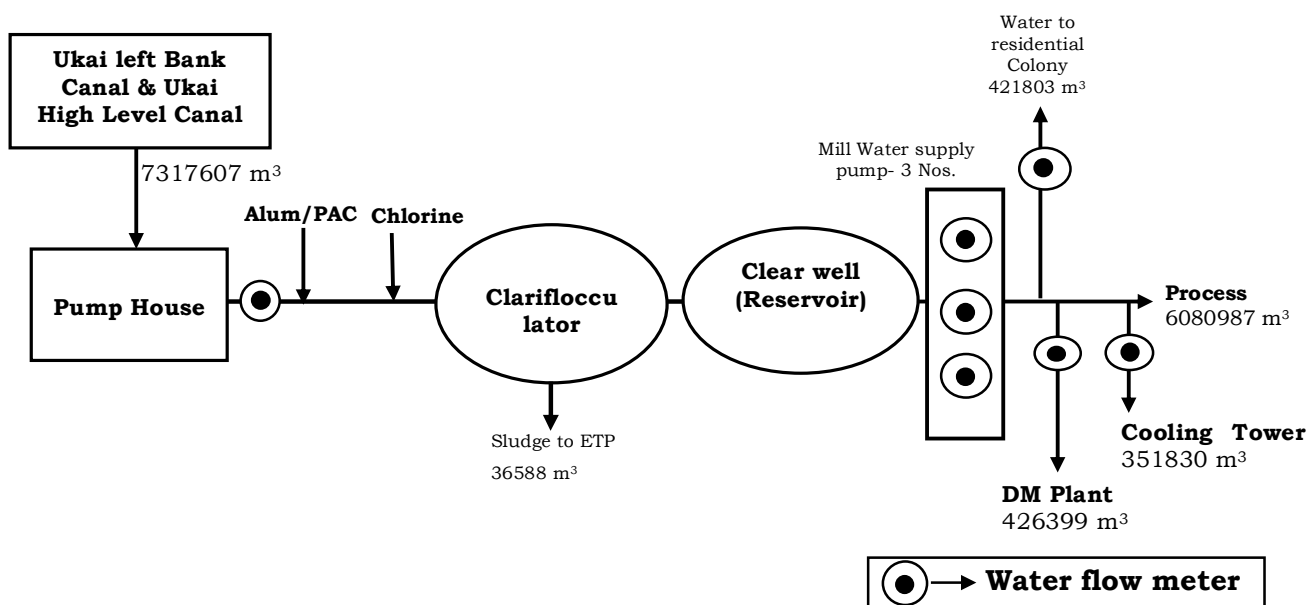 Ukai left Bank
Canal & Ukai
High Level Canal
7317607 m³
Pump House
Alum/PAC
Chlorine
Clarifloccu
lator
Sludge to ETP
36588 m³
Clear well
(Reservoir)
Mill Water supply
pump- 3 Nos.
Water to
residential
Colony
421803 m³
Process
6080987 m³
Cooling Tower
351830 m³
DM Plant
426399 m³
Water flow meter